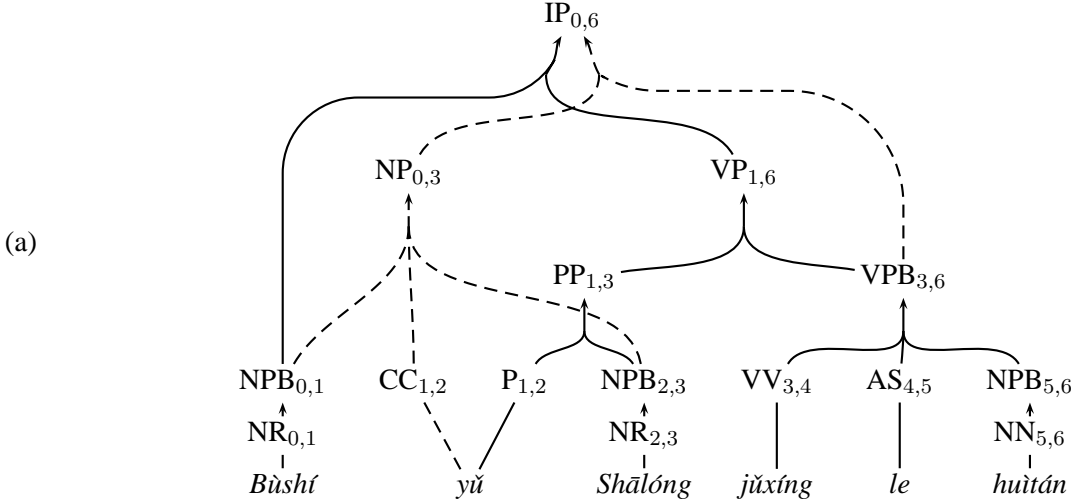 IP0,6
NP0,3 VP1,6
(a)
PP1,3 VPB3,6
NPB0,1 CC1,2 P1,2 NPB2,3 VV3,4 AS4,5 NPB5,6
NR0,1 NR2,3 NN5,6
Bùshí yǔ Shālóng jǔxíng le huìtán